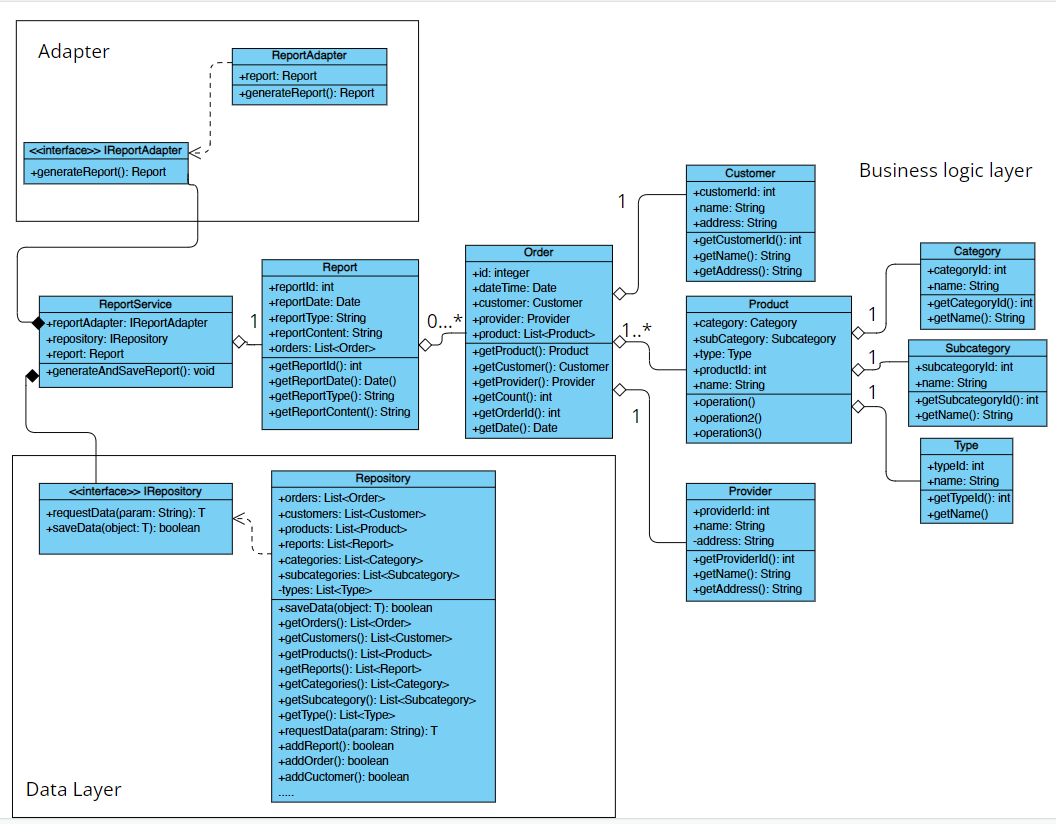 Adapter
ReportAdapter
+report: Report
+generateReport(): Report
<<interface>> IReportAdapter
+generateReport(): Report
Business logic layer
Customer
+customerId: int
+name: String
+address: String
+getCustomerId(): int
+getName(): String
+getAddress(): String
1
Order
+id: integer
+dateTime: Date
+customer: Customer
+provider: Provider
+product: List<Product>
+getProduct(): Product
+getCustomer(): Customer
+getProvider(): Provider
+getCount(): int
+getOrderId(): int
+getDate(): Date
Report
+reportId: int
+reportDate: Date
+reportType: String
+reportContent: String
+orders: List<Order>
+getReportId(): int
+getReportDate(): Date()
+getReportType(): String
+getReportContent(): String
0...*
1
ReportService
+reportAdapter: IReportAdapter
+repository: IRepository
+report: Report
+generateAndSaveReport(): void
1..*
1
Product
+category: Category
+subCategory: Subcategory
+type: Type
+productId: int
+name: String
+operation()
+operation2()
+operation3()
1
1
1
Category
+categoryId: int
+name: String
+getCategoryId(): int
+getName(): String
Subcategory
+subcategoryId: int
+name: String
+getSubcategoryId(): int
+getName(): String
Type
+typeId: int
+name: String
+getTypeId(): int
+getName()
Provider
+providerId: int
+name: String
-address: String
+getProviderId(): int
+getName(): String
+getAddress(): String
<<interface>> IRepository
+requestData(param: String): T
+saveData(object: T): boolean
Repository
+orders: List<Order>
+customers: List<Customer>
+products: List<Product>
+reports: List<Report>
+categories: List<Category>
+subcategories: List<Subcategory>
-types: List<Type>
+saveData(object: T): boolean
+getOrders(): List<Order>
+getCustomers(): List<Customer>
+getProducts(): List<Product>
+getReports(): List<Report>
+getCategories(): List<Category>
+getSubcategory(): List<Subcategory>
+getType(): List<Type>
+requestData(param: String): T
+addReport(): boolean
+addOrder(): boolean
+addCuctomer(): boolean
.....
Data Layer